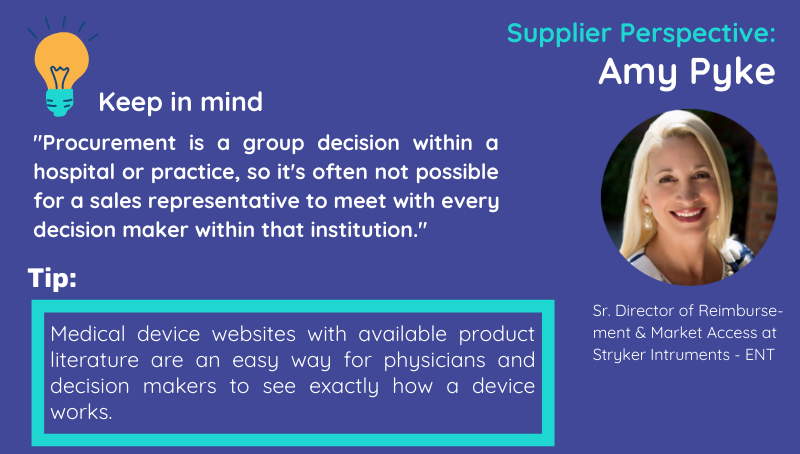 Supplier Perspective:
Amy Pyke
Keep in mind
"Procurement is a group decision within a
hospital or practice, so it's often not possible
for a sales representative to meet with every
decision maker within that institution."
Tip:
Medical device websites with available product
literature are an easy way for physicians and
decision makers to see exactly how a device
works.
Sr. Director of Reimburse-
ment & Market Access at
Stryker Intruments - ENT